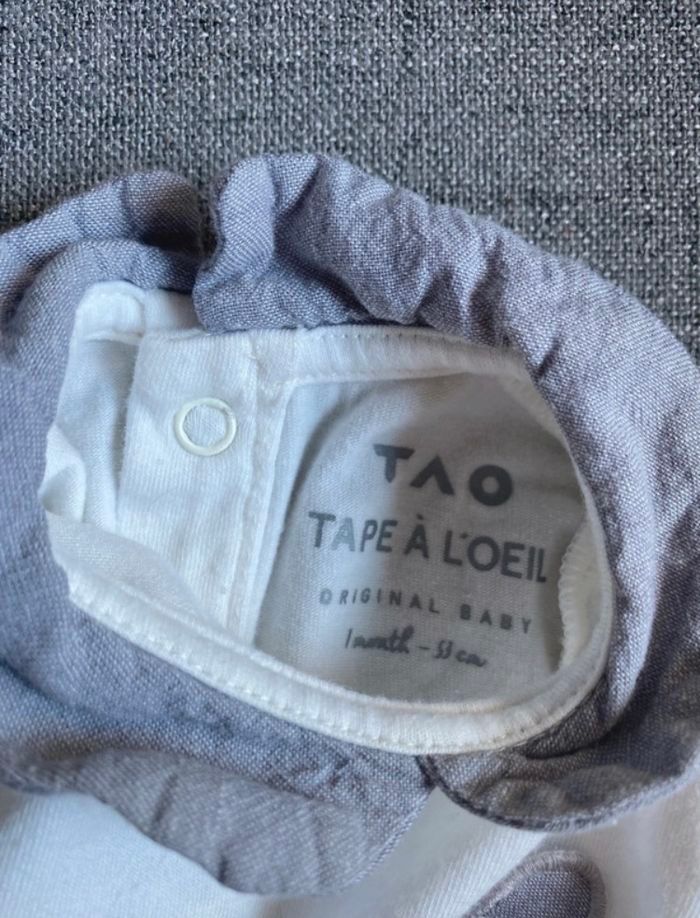 TAO
TAPE À L'OEIL
ORIGINAL BABY
1 month - 53 cm